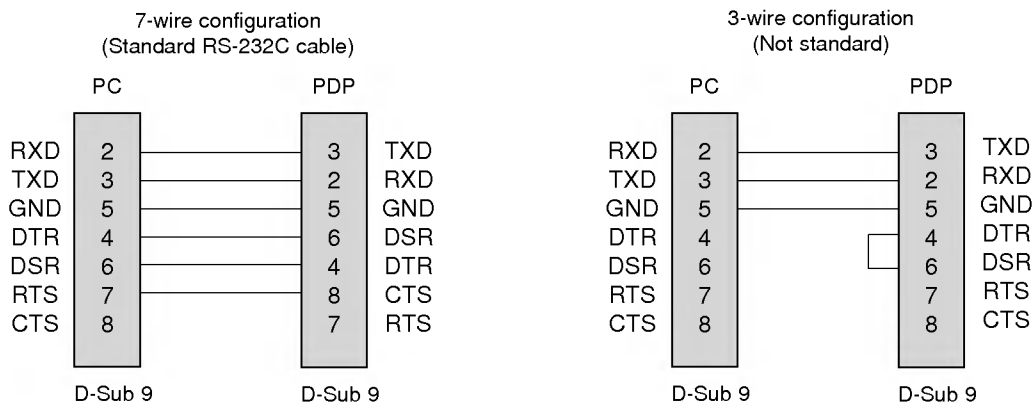 7-wire configuration
(Standard RS-232C cable)
PC PDP
RXD 2 3 TXD
TXD 3 2 RXD
GND 5 5 GND
DTR 4 6 DSR
DSR 6 4 DTR
RTS 7 8 CTS
CTS 8 7 RTS
D-Sub 9 D-Sub 9
3-wire configuration
(Not standard)
PC PDP
RXD 2 3 TXD
TXD 3 2 RXD
GND 5 5 GND
DTR 4 4 DTR
DSR 6 6 DSR
RTS 7 7 RTS
CTS 8 8 CTS
D-Sub 9 D-Sub 9